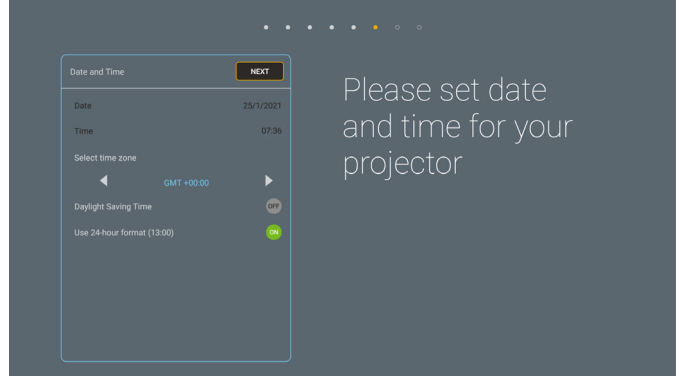 Date and Time
NEXT
Date
25/1/2021
Time
07:36
Select time zone
GMT +00:00
Daylight Saving Time
OFF
Use 24-hour format (13:00)
ON
Please set date
and time for your
projector